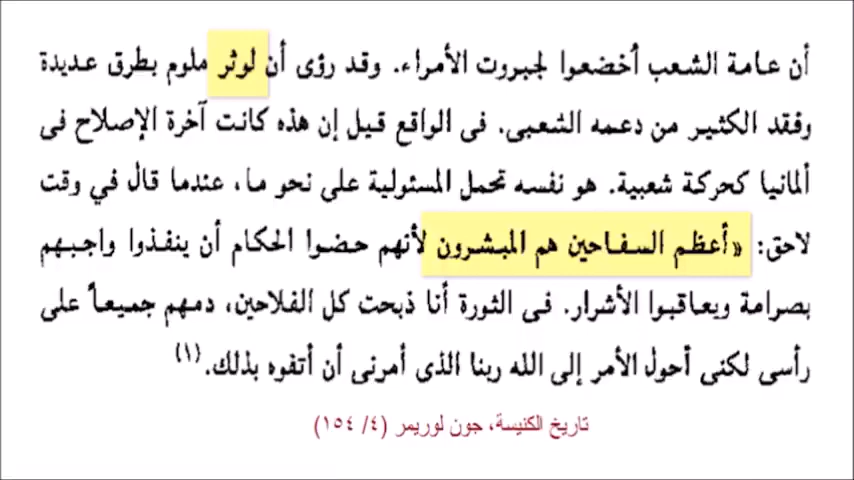 أن عامة الشعب أُخضعوا لجبروت الأمراء. وقد رؤى أن لوثر ملوم بطرق عديدة
وفقد الكثير من دعمه الشعبى. فى الواقع قيل إن هذه كانت آخرة الإصلاح فى
ألمانيا كحركة شعبية. هو نفسه تحمل المسئولية على نحو ما، عندما قال في وقت
لاحق: «أعظم السفاحين هم المبشرون لأنهم حضوا الحكام أن ينفذوا واجبهم
بصرامة ويعاقبوا الأشرار. فى الثورة أنا ذبحت كل الفلاحين، دمهم جميعاً على
رأسى لكنى أحول الأمر إلى الله ربنا الذى أمرنى أن أتفوه بذلك.(١)
تاريخ الكنيسة، جون لوريمر (٤/ ١٥٤)